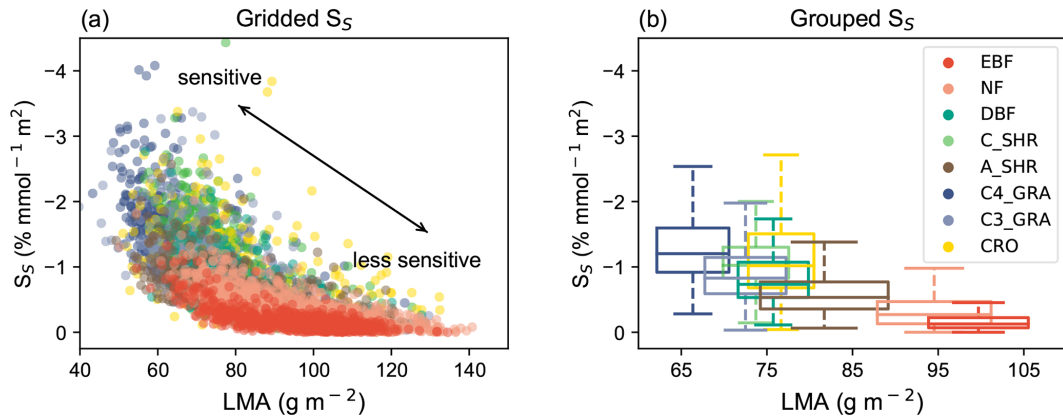 (a) Gridded S_S
S_S (% mmol⁻¹ m²)
−4
−3
−2
−1
0
sensitive
less sensitive
40 60 80 100 120 140
LMA (g m⁻²)
(b) Grouped S_S
S_S (% mmol⁻¹ m²)
−4
−3
−2
−1
0
EBF
NF
DBF
C_SHR
A_SHR
C4_GRA
C3_GRA
CRO
65 75 85 95 105
LMA (g m⁻²)